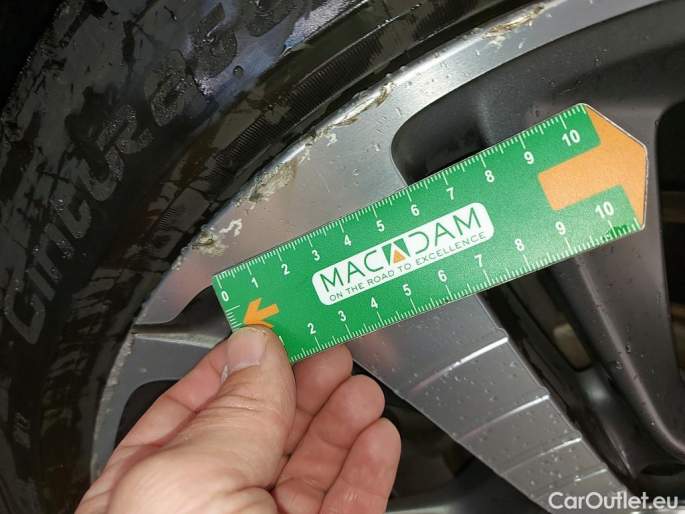 CINTURATO
0 1 2 3 4 5 6 7 8 9 10
MACADAM
ON THE ROAD TO EXCELLENCE
2 3 4 5 6 7 8 9 10
CarOutlet.eu